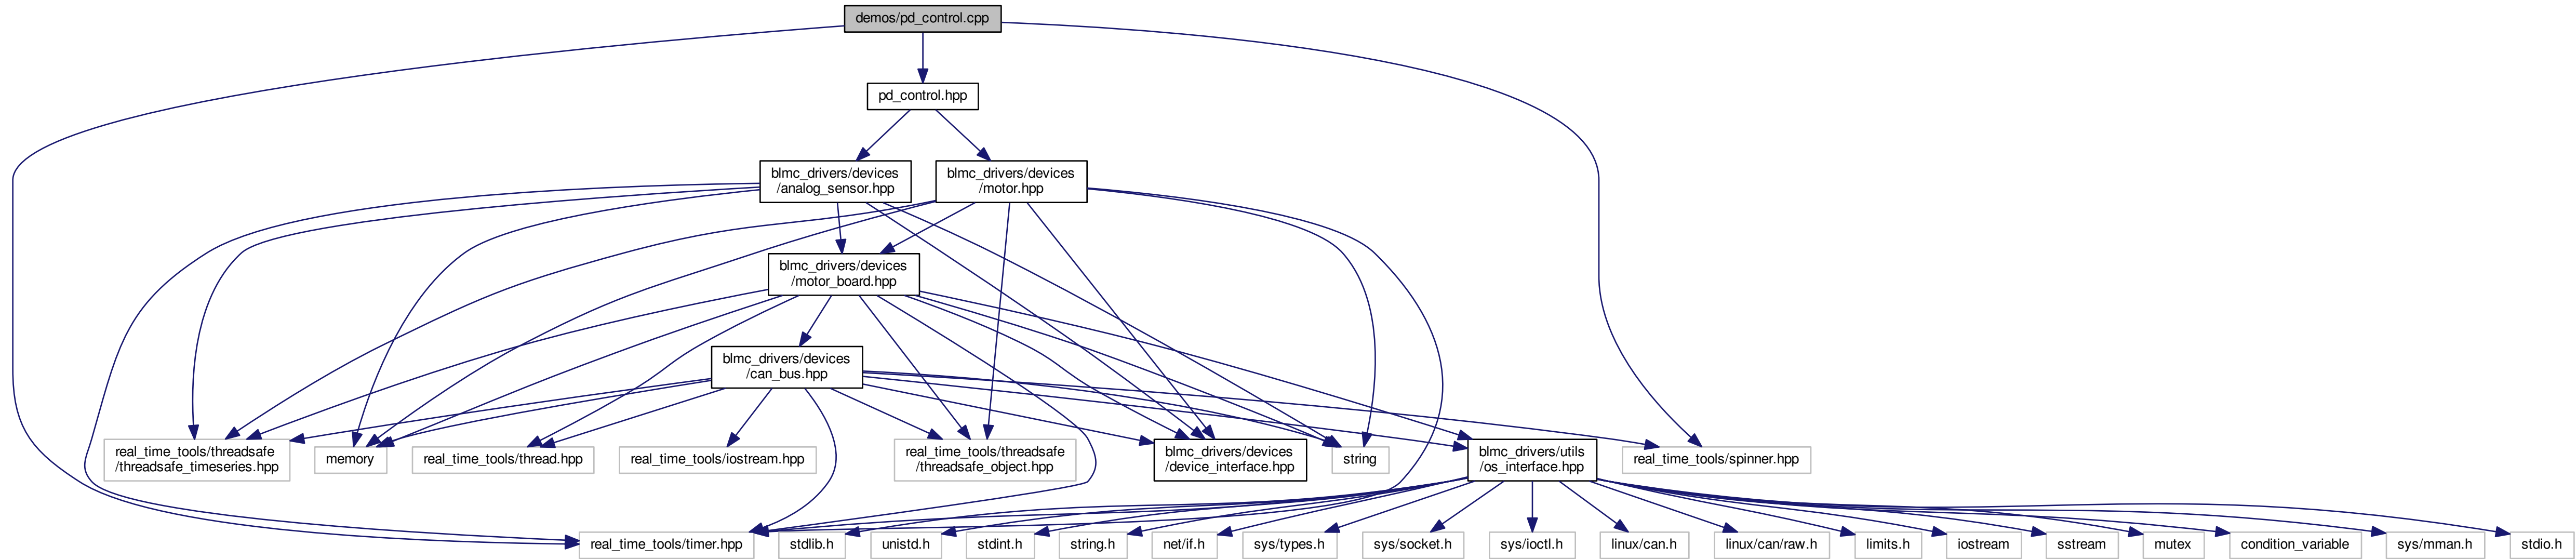 demos/pd_control.cpp
pd_control.hpp
blmc_drivers/devices
/analog_sensor.hpp
blmc_drivers/devices
/motor.hpp
blmc_drivers/devices
/motor_board.hpp
blmc_drivers/devices
/can_bus.hpp
real_time_tools/threadsafe
/threadsafe_timeseries.hpp
memory
real_time_tools/thread.hpp
real_time_tools/iostream.hpp
real_time_tools/threadsafe
/threadsafe_object.hpp
blmc_drivers/devices
/device_interface.hpp
string
blmc_drivers/utils
/os_interface.hpp
real_time_tools/spinner.hpp
real_time_tools/timer.hpp
stdlib.h
unistd.h
stdint.h
string.h
net/if.h
sys/types.h
sys/socket.h
sys/ioctl.h
linux/can.h
linux/can/raw.h
limits.h
iostream
sstream
mutex
condition_variable
sys/mman.h
stdio.h